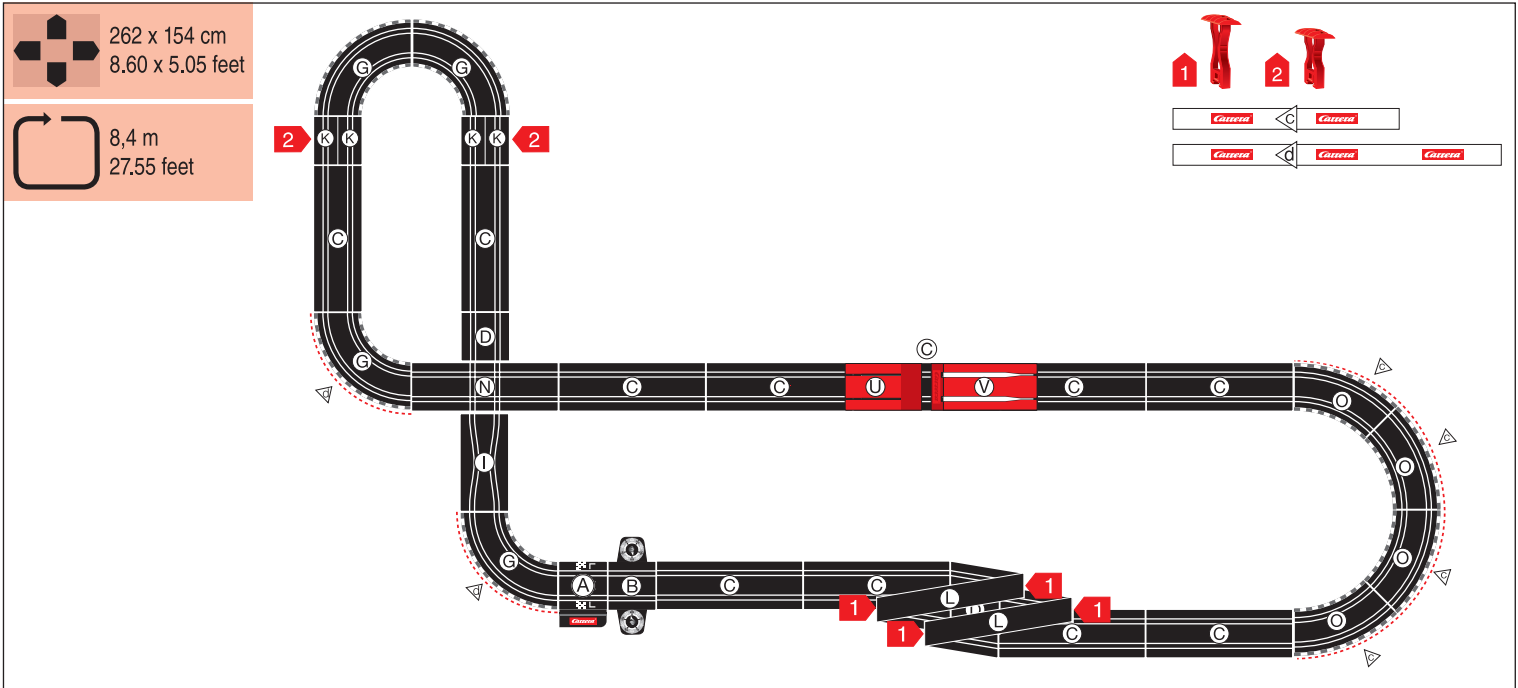 262 x 154 cm
8.60 x 5.05 feet
8,4 m
27.55 feet
1 2
Carrera c Carrera
Carrera d Carrera Carrera
G G
2 K K K K 2
C C
D
G
d
C
N C C U V C C
c
O
c
O
I
O
c
G
d
A B C C
L
1 1
D
1 1
L
C C
O
c
Carrera